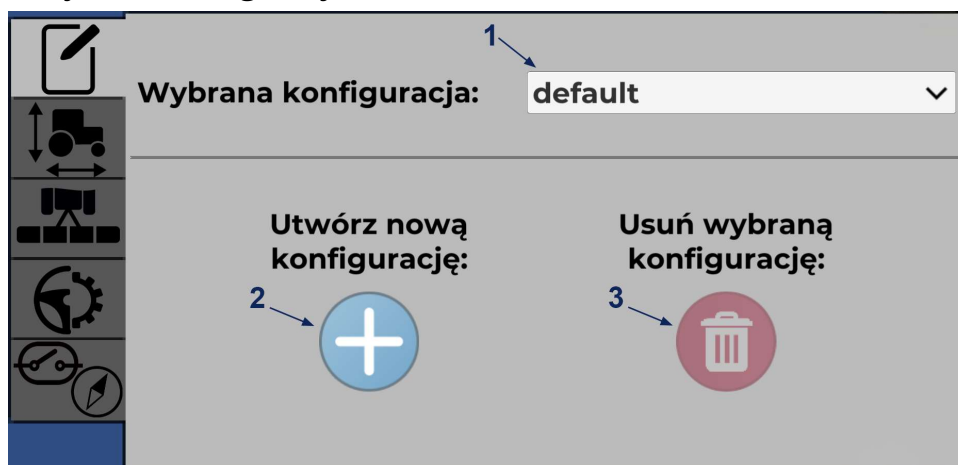 1
Wybrana konfiguracja: default
Utwórz nową
konfigurację:
Usuń wybraną
konfigurację:
2
3